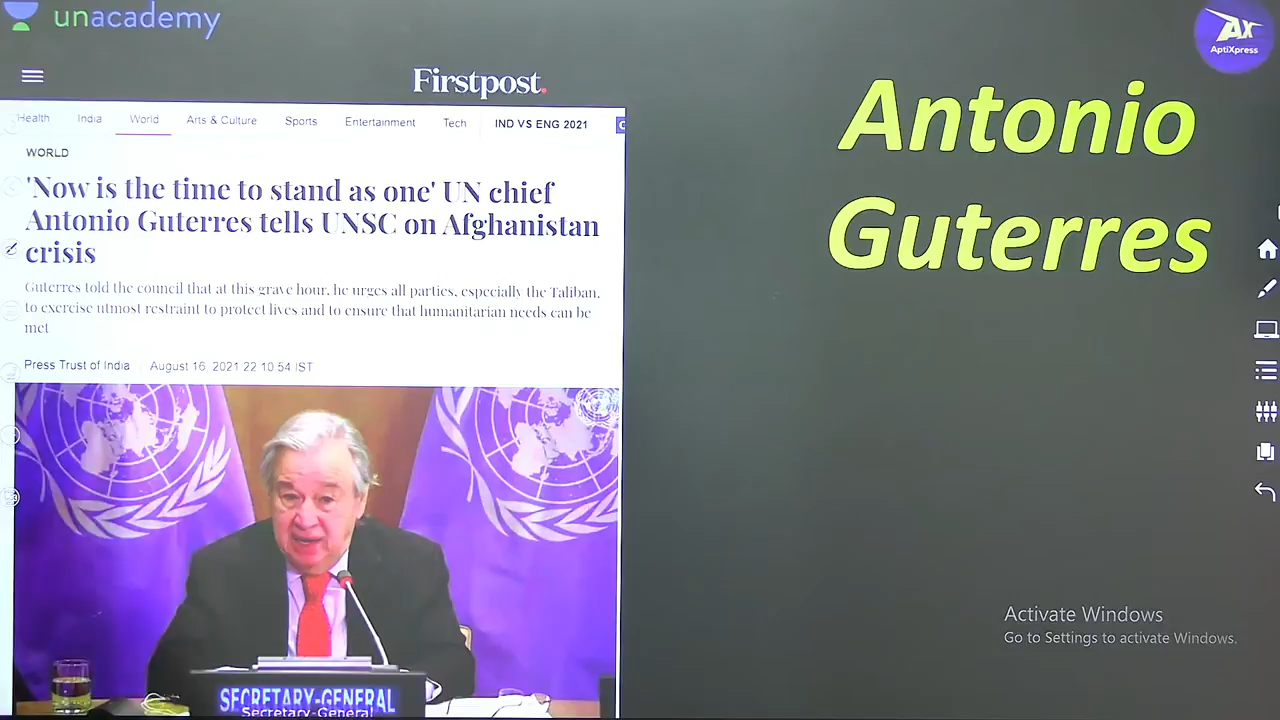 unacademy
AX
AptiXpress
Firstpost.
Health India World Arts & Culture Sports Entertainment Tech IND VS ENG 2021
WORLD
'Now is the time to stand as one' UN chief
Antonio Guterres tells UNSC on Afghanistan
crisis
Guterres told the council that at this grave hour, he urges all parties, especially the Taliban,
to exercise utmost restraint to protect lives and to ensure that humanitarian needs can be
met
Press Trust of India August 16, 2021 22:10:54 IST
SECRETARY-GENERAL
Secretary-General
Antonio
Guterres
Activate Windows
Go to Settings to activate Windows.